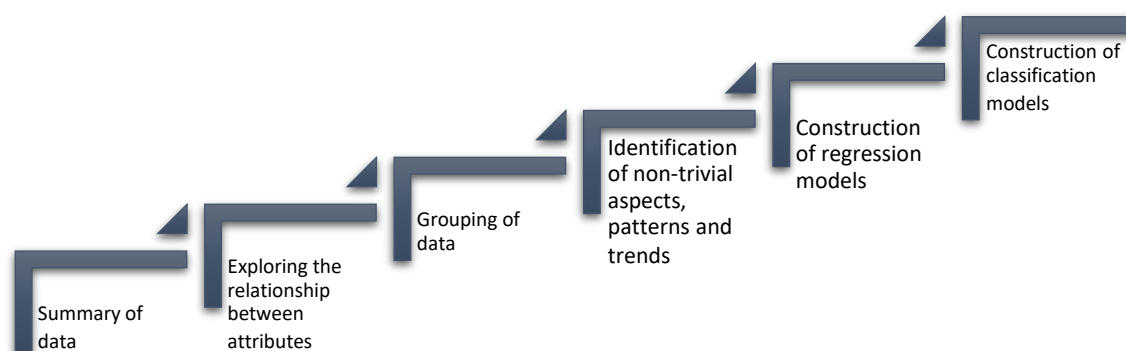 Summary of
data
Exploring the
relationship
between
attributes
Grouping of
data
Identification
of non-trivial
aspects,
patterns and
trends
Construction
of regression
models
Construction of
classification
models